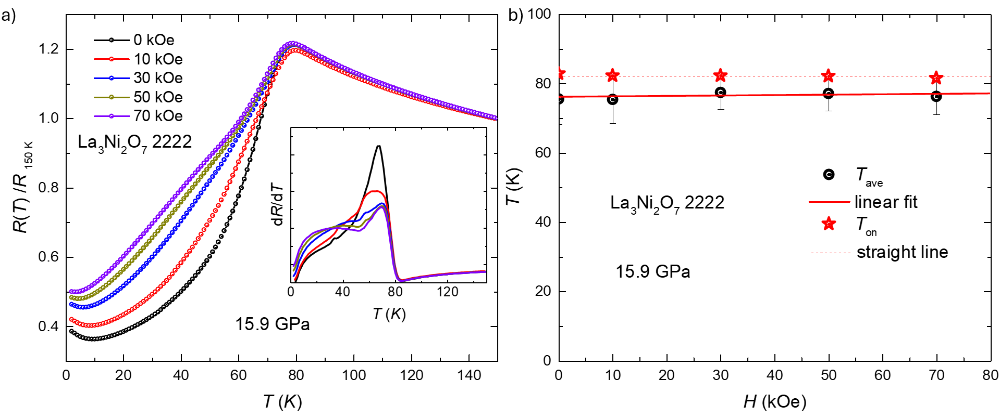 a)
0 kOe
10 kOe
30 kOe
50 kOe
70 kOe
La3Ni2O7 2222
15.9 GPa
R(T) /R 150 K
1.2
1.0
0.8
0.6
0.4
0 20 40 60 80 100 120 140
T (K)
dR/dT
0 40 80 120
T (K)
b)
T (K)
100
80
60
40
20
0
Tave
linear fit
Ton
straight line
La3Ni2O7 2222
15.9 GPa
0 10 20 30 40 50 60 70 80
H (kOe)